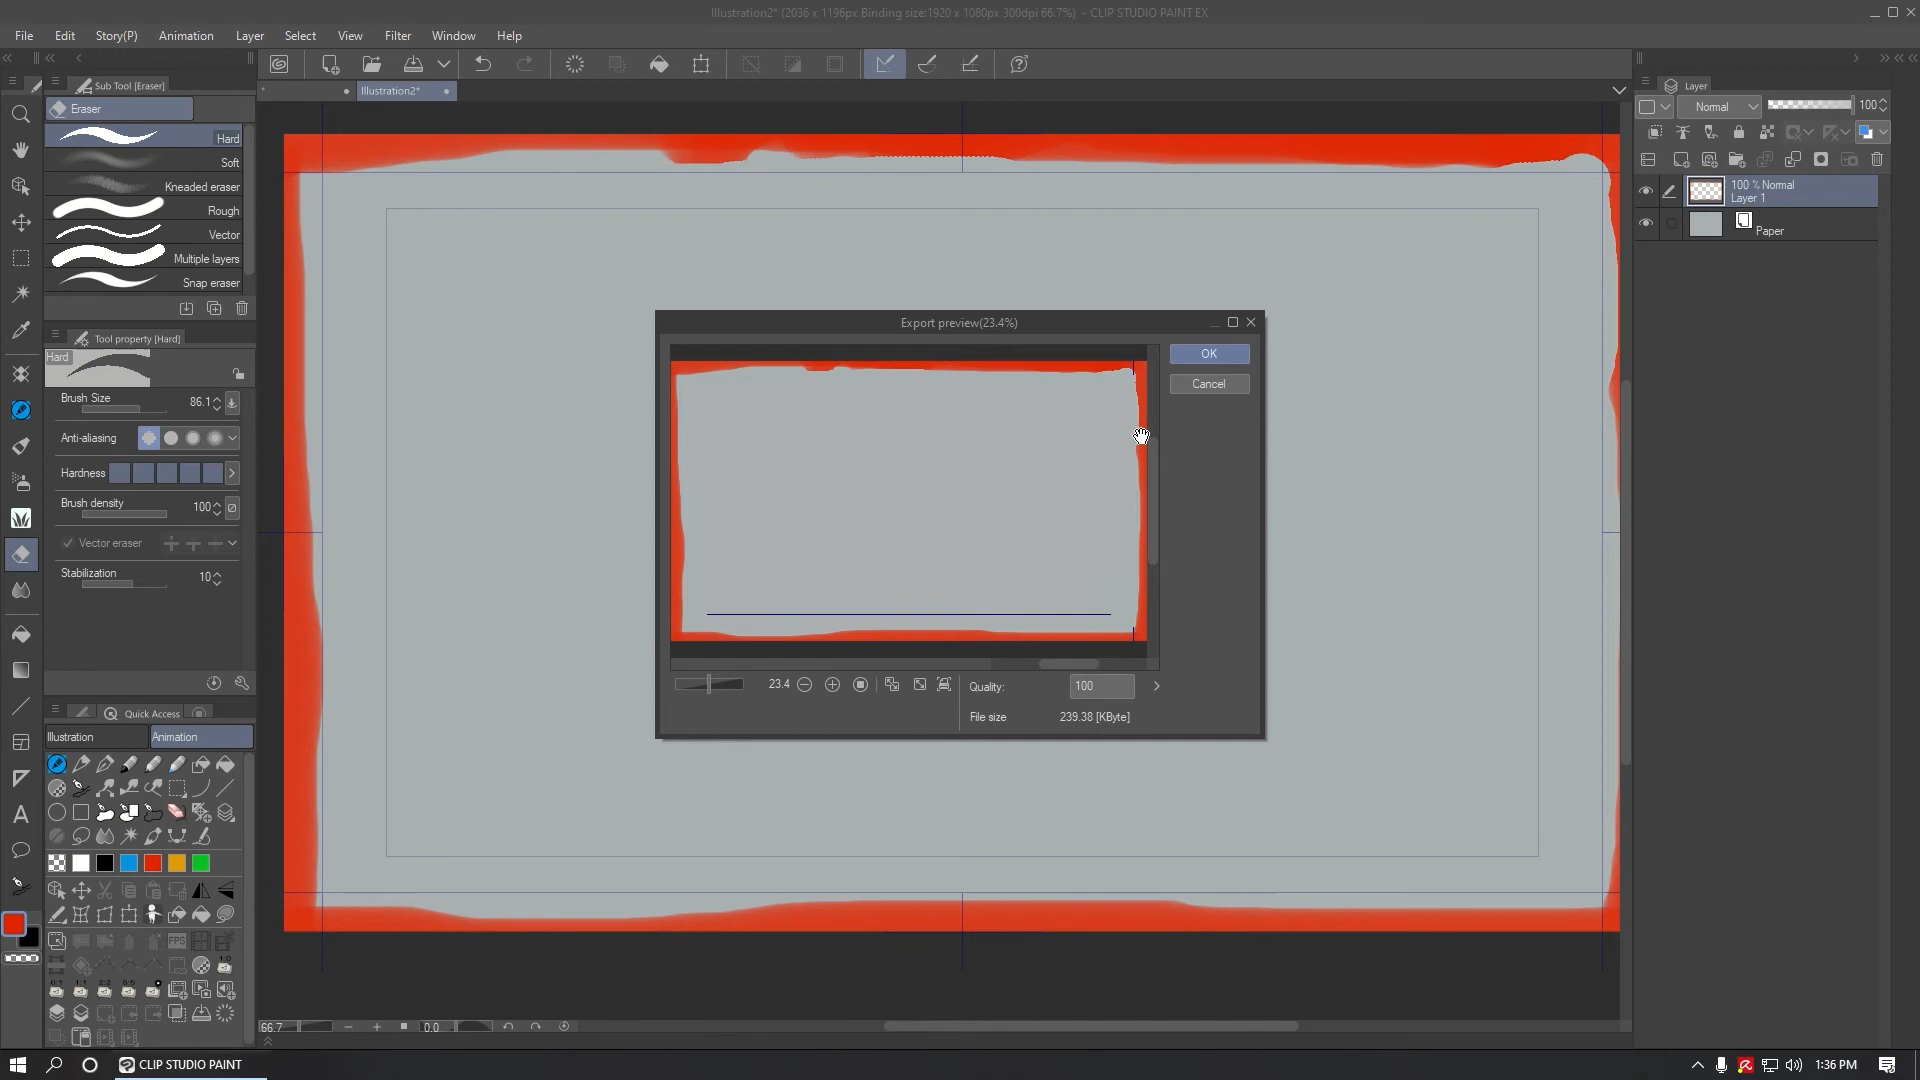 Illustration2* (2036 x 1196px Binding size:1920 x 1080px 300dpi 66.7%)  - CLIP STUDIO PAINT EX
File Edit Story(P) Animation Layer Select View Filter Window Help
Sub Tool [Eraser]
Eraser
Hard
Soft
Kneaded eraser
Rough
Vector
Multiple layers
Snap eraser
Tool property [Hard]
Hard
Brush Size 86.1
Anti-aliasing
Hardness
Brush density 100
Vector eraser
Stabilization 10
Quick Access
Illustration Animation
FPS
* Illustration2*
Export preview(23.4%)
OK
Cancel
23.4
Quality: 100
File size 239.38 [KByte]
66.7 0.0
Layer
Normal 100
100 % Normal
Layer 1
Paper
CLIP STUDIO PAINT
1:36 PM